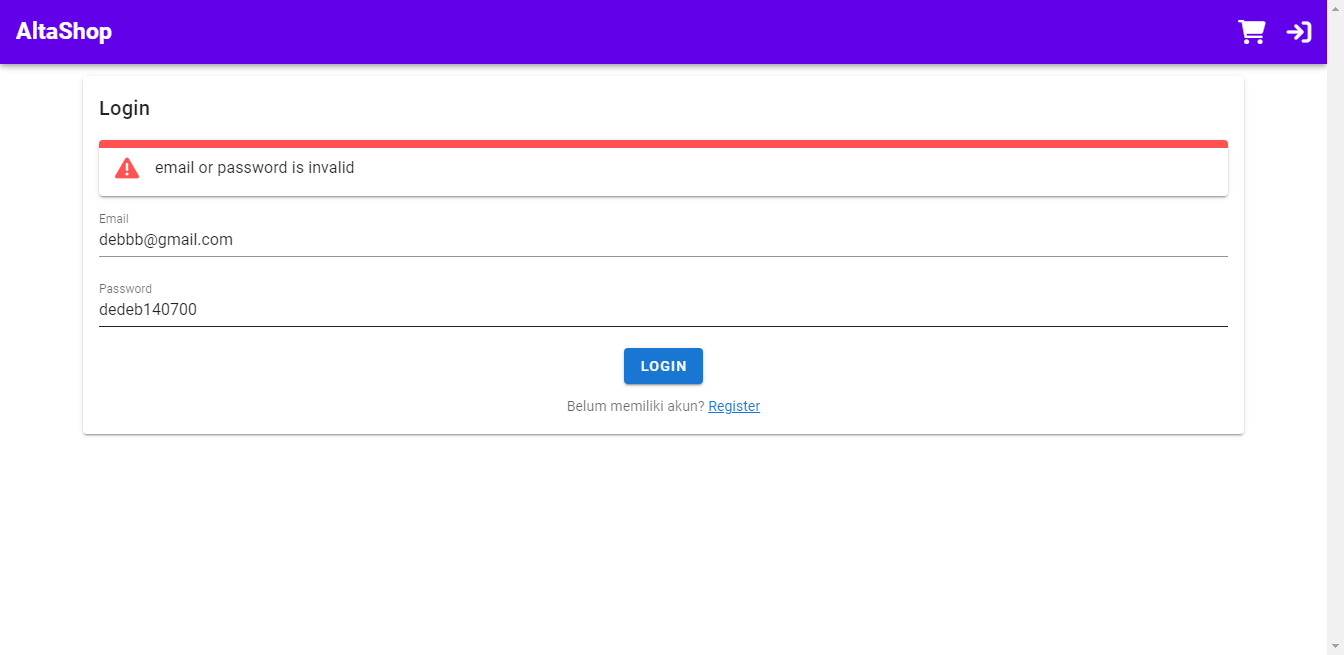 AltaShop
Login
email or password is invalid
Email
debbb@gmail.com
Password
dedeb140700
LOGIN
Belum memiliki akun? Register